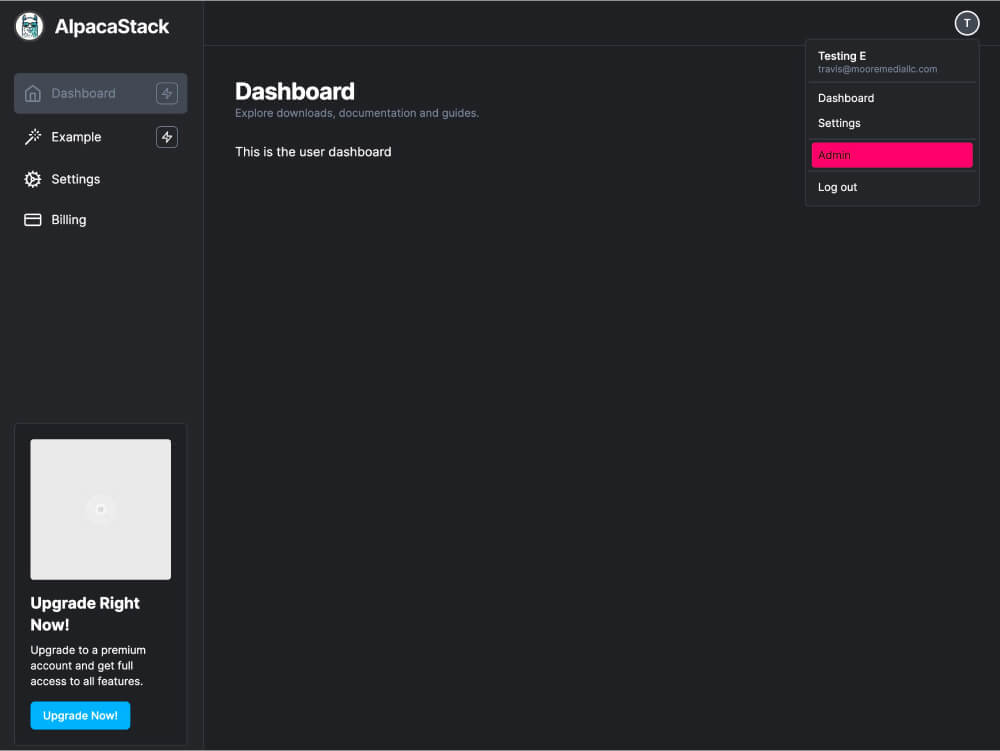 AlpacaStack
T
Testing E
travis@mooremediallc.com
Dashboard
Settings
Admin
Log out
Dashboard
Example
Settings
Billing
Dashboard
Explore downloads, documentation and guides.
This is the user dashboard
Upgrade Right
Now!
Upgrade to a premium
account and get full
access to all features.
Upgrade Now!